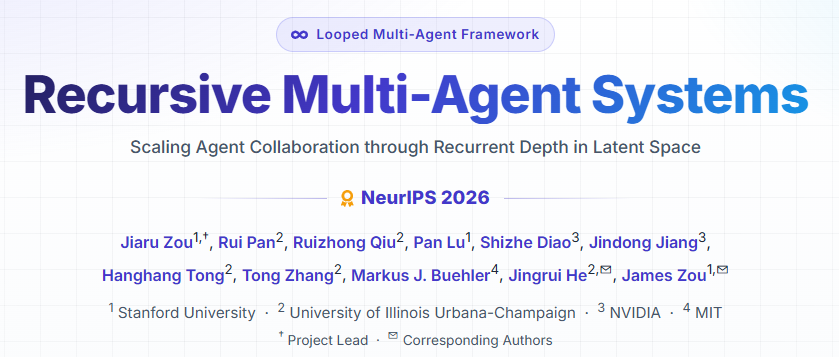 Looped Multi-Agent Framework
Recursive Multi-Agent Systems
Scaling Agent Collaboration through Recurrent Depth in Latent Space
NeurIPS 2026
Jiaru Zou1,†, Rui Pan2, Ruizhong Qiu2, Pan Lu1, Shizhe Diao3, Jindong Jiang3,
Hanghang Tong2, Tong Zhang2, Markus J. Buehler4, Jingrui He2,✉, James Zou1,✉
1 Stanford University · 2 University of Illinois Urbana-Champaign · 3 NVIDIA · 4 MIT
† Project Lead · ✉ Corresponding Authors